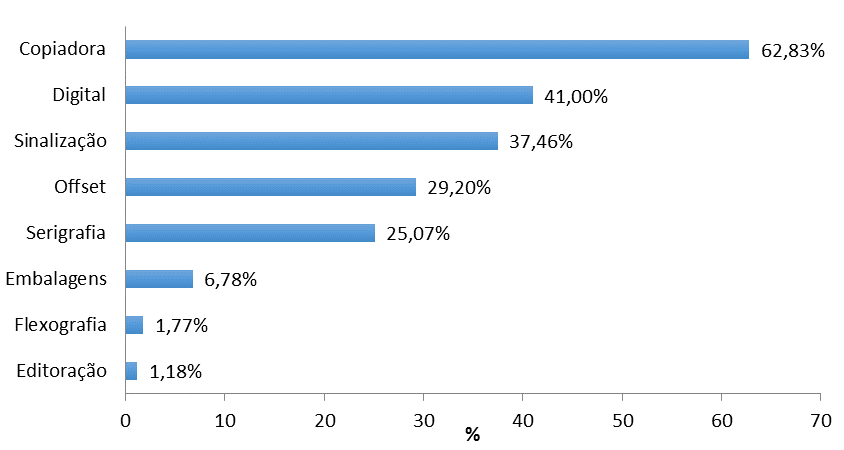 Copiadora 62,83%
Digital 41,00%
Sinalização 37,46%
Offset 29,20%
Serigrafia 25,07%
Embalagens 6,78%
Flexografia 1,77%
Editoração 1,18%
0 10 20 30 40 50 60 70
%